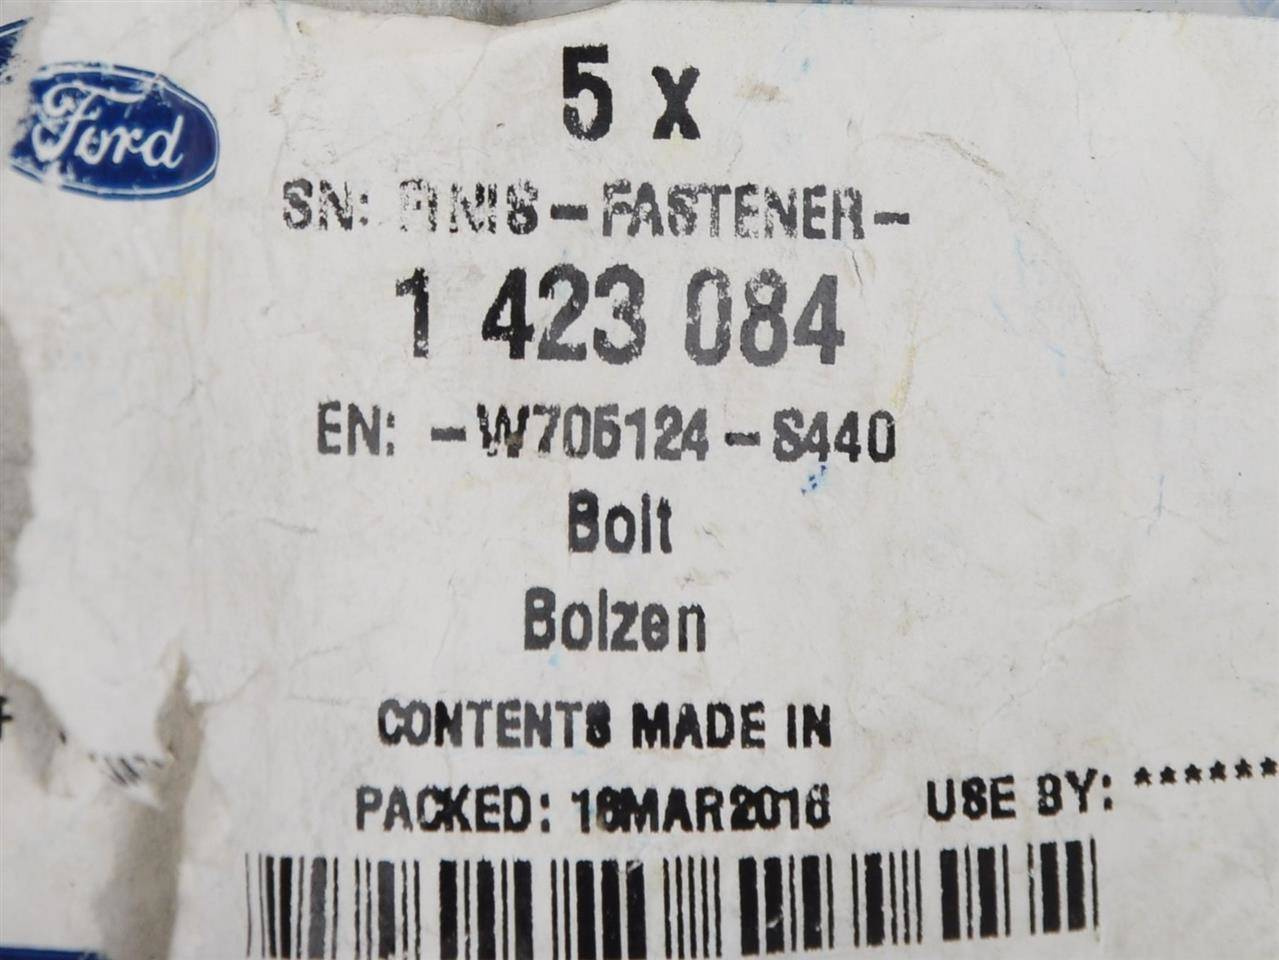 Ford
5 x
SN: FINIS-FASTENER-
1 423 084
EN: -W705124-S440
Bolt
Bolzen
CONTENTS MADE IN
PACKED: 16MAR2016 USE BY: ******